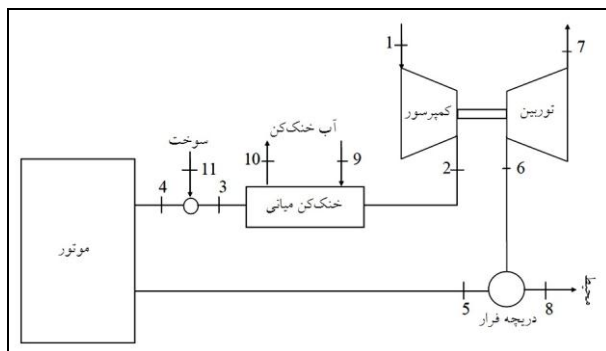 1
7
کمپرسور
توربین
آب خنک‌کن
سوخت
10
9
2
6
11
4
3
خنک‌کن میانی
موتور
5
8
محیط
دریچه فرار